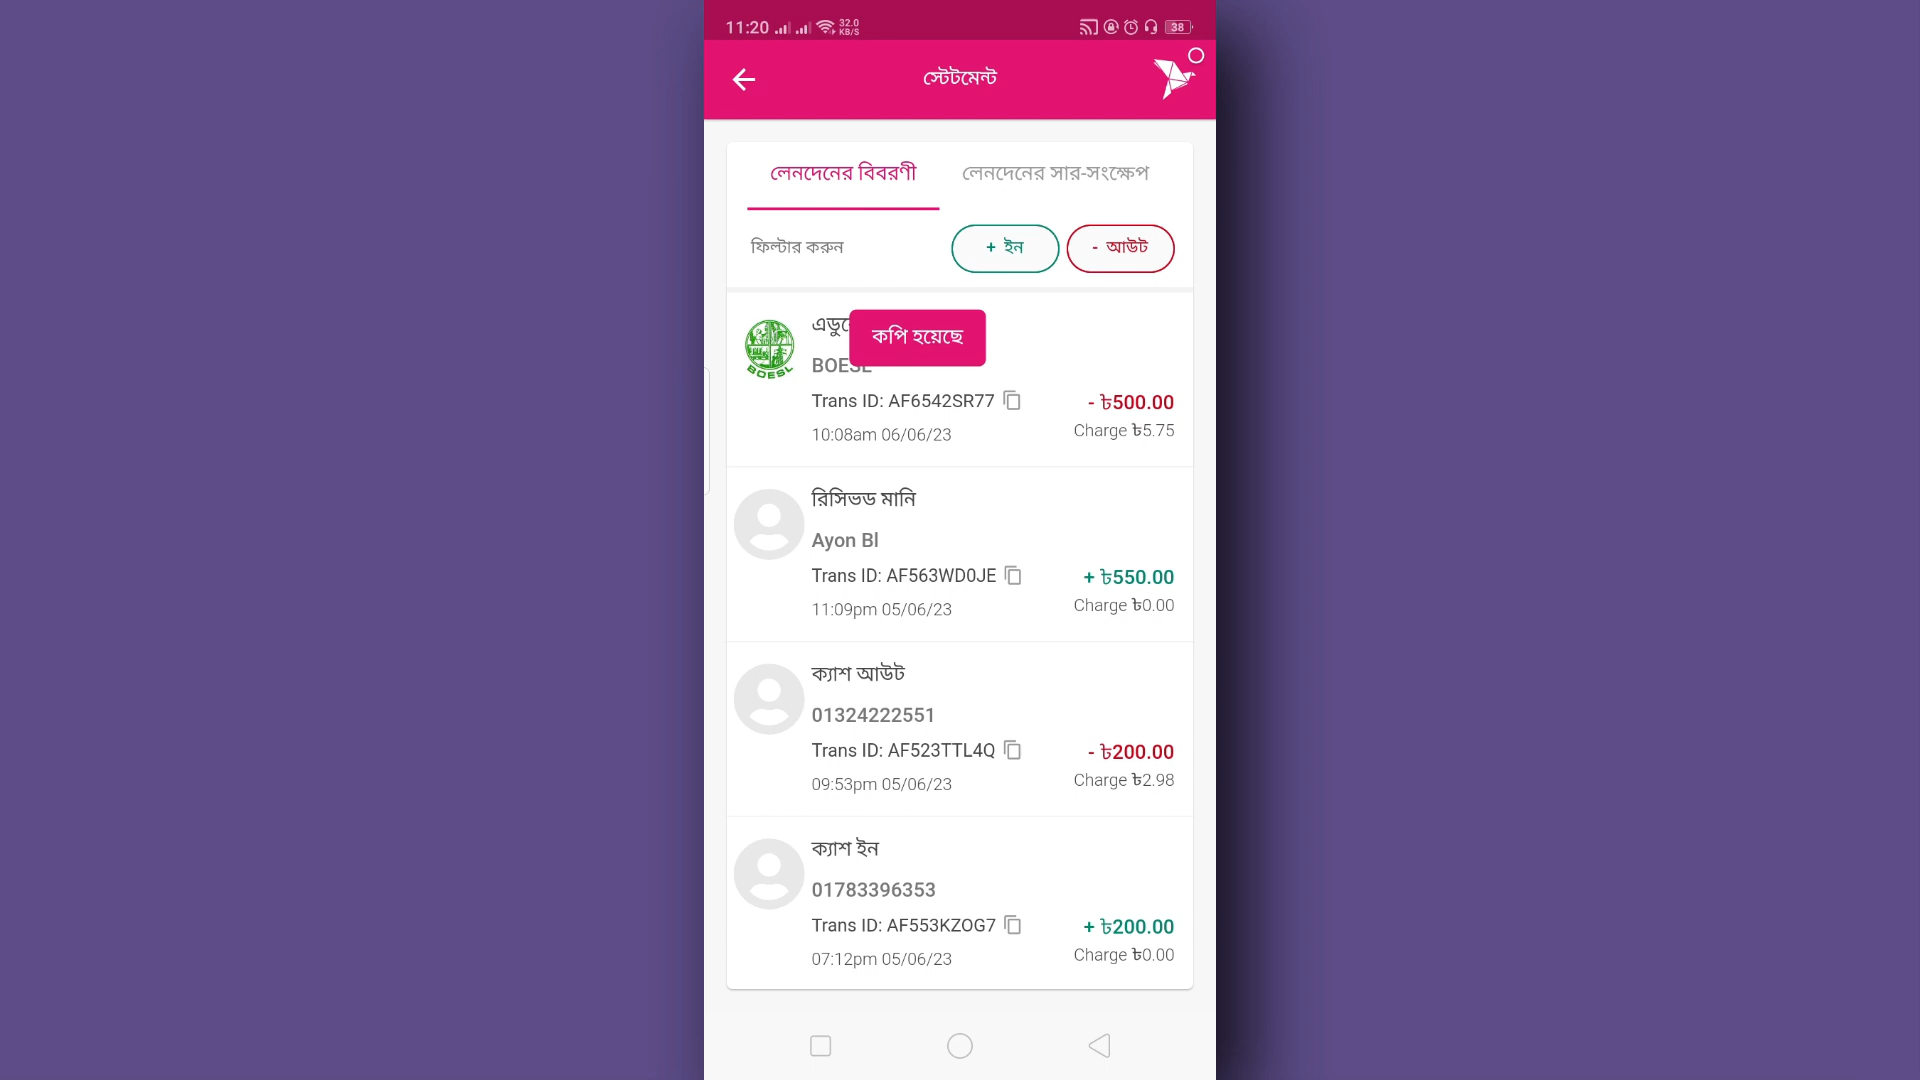 11:20 32.0 KB/S 38
স্টেটমেন্ট
লেনদেনের বিবরণী লেনদেনের সার-সংক্ষেপ
ফিল্টার করুন + ইন - আউট
কপি হয়েছে
BOESL
BOESL
Trans ID: AF6542SR77 - ৳500.00
10:08am 06/06/23 Charge ৳5.75
রিসিভড মানি
Ayon Bl
Trans ID: AF563WD0JE + ৳550.00
11:09pm 05/06/23 Charge ৳0.00
ক্যাশ আউট
01324222551
Trans ID: AF523TTL4Q - ৳200.00
09:53pm 05/06/23 Charge ৳2.98
ক্যাশ ইন
01783396353
Trans ID: AF553KZOG7 + ৳200.00
07:12pm 05/06/23 Charge ৳0.00